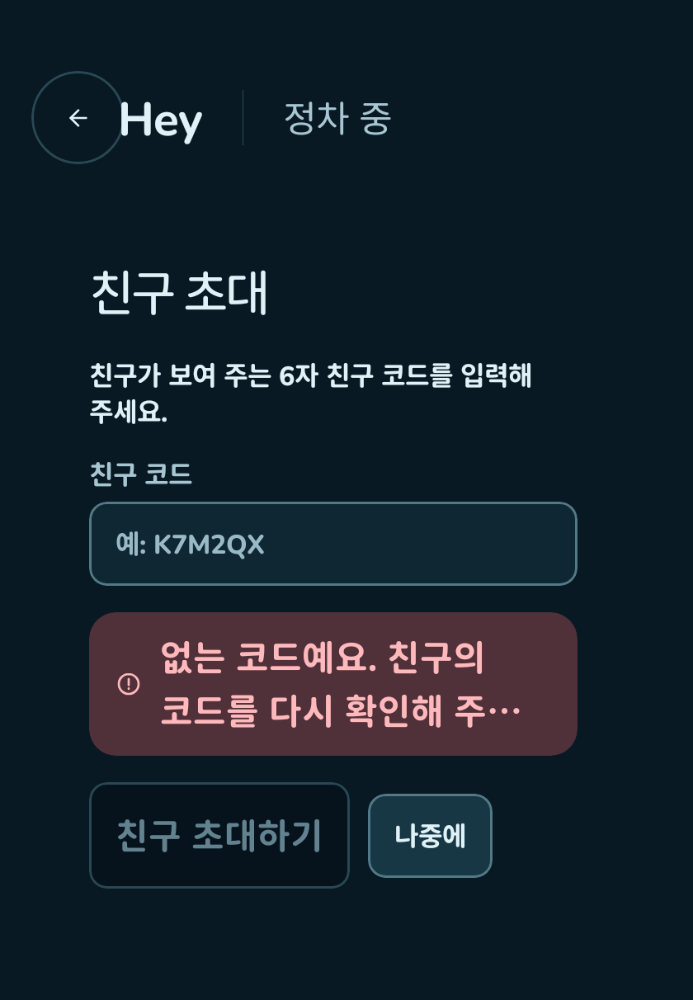 Hey
정차 중
친구 초대
친구가 보여 주는 6자 친구 코드를 입력해
주세요.
친구 코드
예: K7M2QX
없는 코드예요. 친구의
코드를 다시 확인해 주…
친구 초대하기
나중에